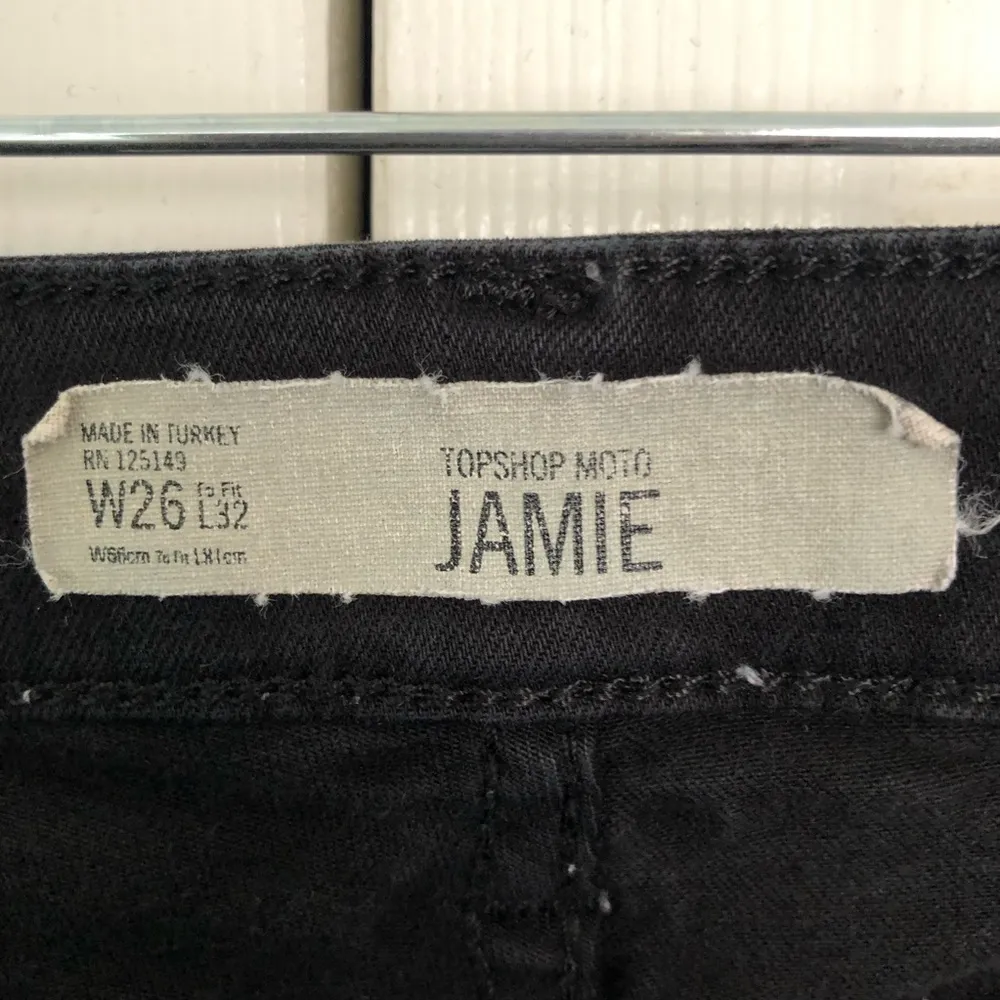 MADE IN TURKEY
RN 125149
W26 To Fit L32
W66cm To Fit L81cm
TOPSHOP MOTO
JAMIE